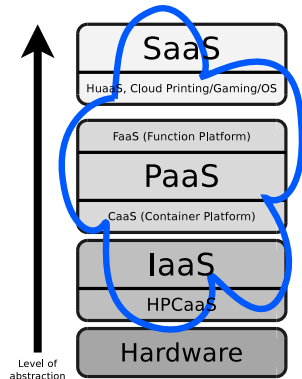 SaaS
HuaaS, Cloud Printing/Gaming/OS
FaaS (Function Platform)
PaaS
CaaS (Container Platform)
IaaS
HPCaaS
Hardware
Level of
abstraction